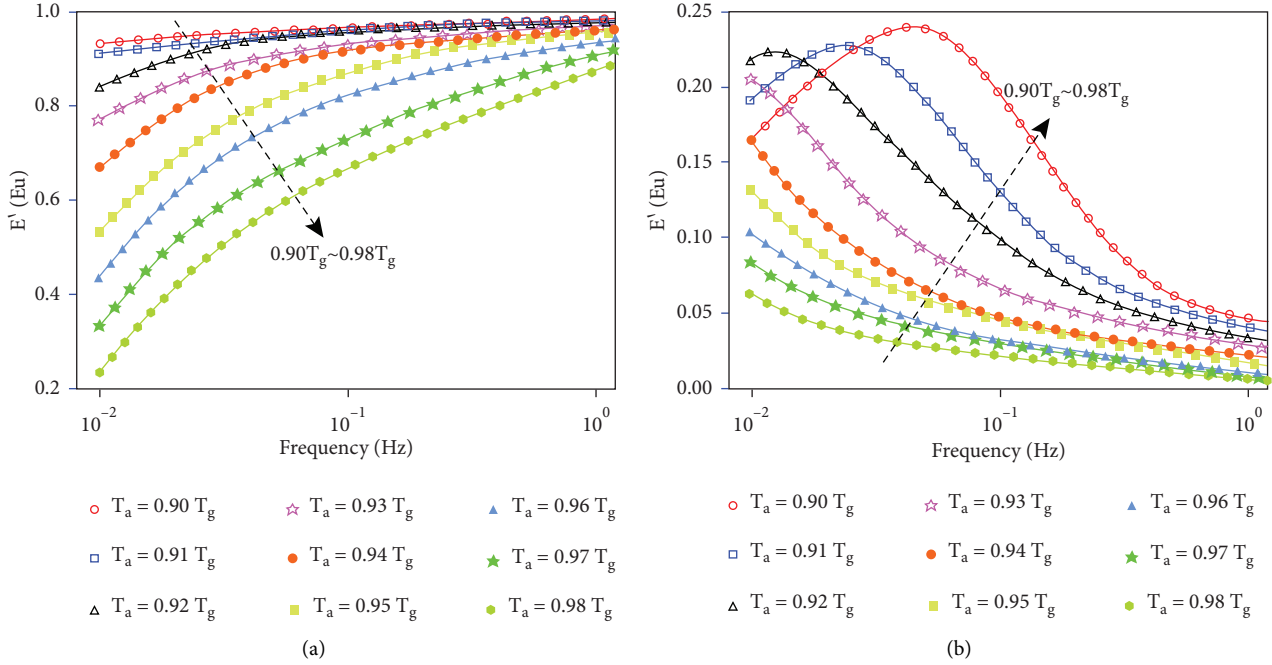 1.0
0.8
0.6
0.4
0.2
E‵ (Eu)
0.90Tg~0.98Tg
10⁻² 10⁻¹ 10⁰
Frequency (Hz)
Ta = 0.90 Tg Ta = 0.93 Tg Ta = 0.96 Tg
Ta = 0.91 Tg Ta = 0.94 Tg Ta = 0.97 Tg
Ta = 0.92 Tg Ta = 0.95 Tg Ta = 0.98 Tg
(a)
0.25
0.20
0.15
0.10
0.05
0.00
E‵ (Eu)
0.90Tg~0.98Tg
10⁻² 10⁻¹ 10⁰
Frequency (Hz)
Ta = 0.90 Tg Ta = 0.93 Tg Ta = 0.96 Tg
Ta = 0.91 Tg Ta = 0.94 Tg Ta = 0.97 Tg
Ta = 0.92 Tg Ta = 0.95 Tg Ta = 0.98 Tg
(b)